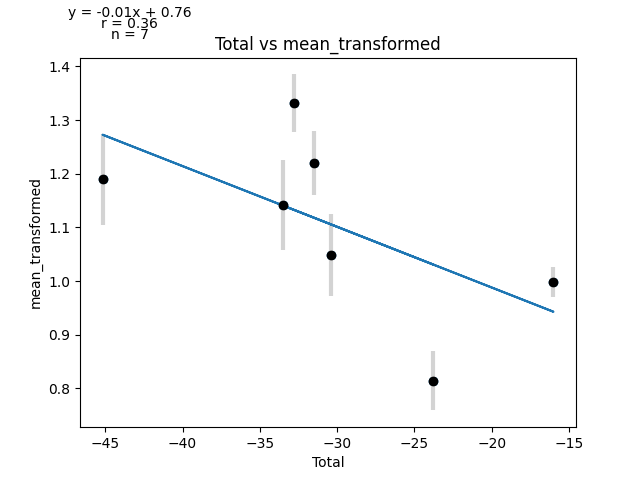 y = -0.01x + 0.76
r = 0.36
n = 7
Total vs mean_transformed
1.4
1.3
1.2
1.1
1.0
0.9
0.8
mean_transformed
−45
−40
−35
−30
−25
−20
−15
Total